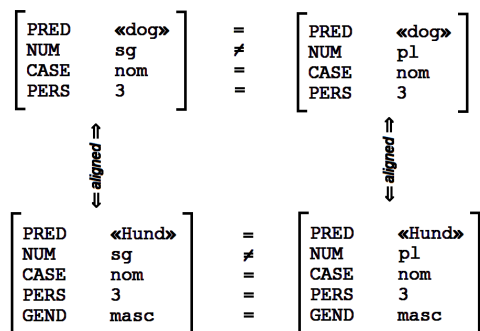 PRED «dog» = PRED «dog»
NUM sg ≠ NUM pl
CASE nom = CASE nom
PERS 3 = PERS 3
⇐ aligned ⇒ ⇐ aligned ⇒
PRED «Hund» = PRED «Hund»
NUM sg ≠ NUM pl
CASE nom = CASE nom
PERS 3 = PERS 3
GEND masc = GEND masc